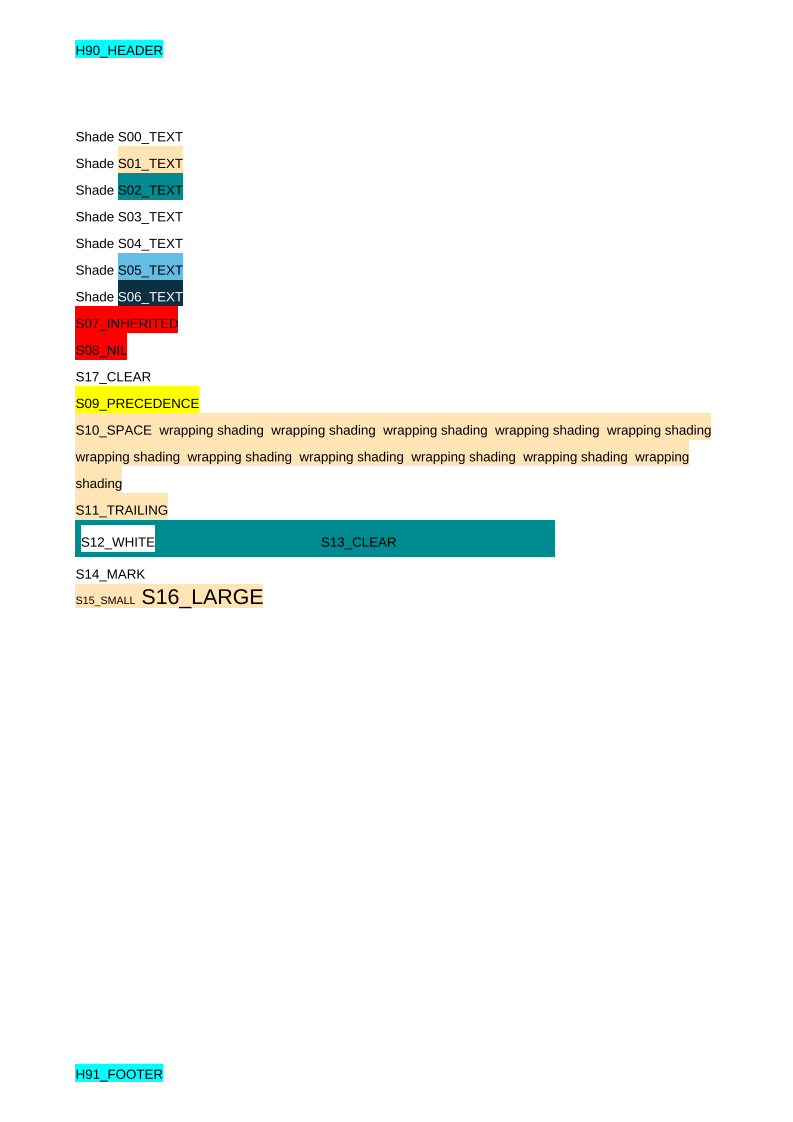 H90_HEADER
Shade S00_TEXT
Shade S01_TEXT
Shade S02_TEXT
Shade S03_TEXT
Shade S04_TEXT
Shade S05_TEXT
Shade S06_TEXT
S07_INHERITED
S08_NIL
S17_CLEAR
S09_PRECEDENCE
S10_SPACE  wrapping shading  wrapping shading  wrapping shading  wrapping shading  wrapping shading
wrapping shading  wrapping shading  wrapping shading  wrapping shading  wrapping shading  wrapping
shading
S11_TRAILING
S12_WHITE S13_CLEAR
S14_MARK
S15_SMALL S16_LARGE
H91_FOOTER